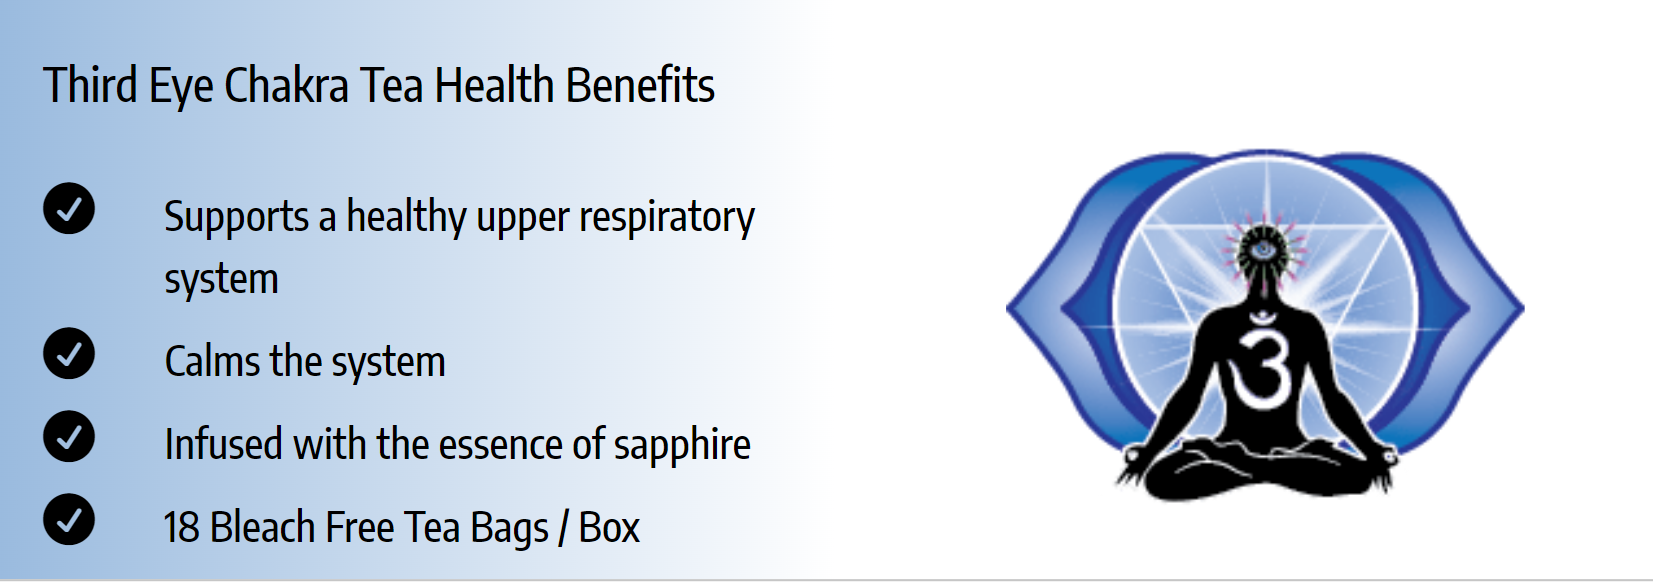 Third Eye Chakra Tea Health Benefits
Supports a healthy upper respiratory
system
Calms the system
Infused with the essence of sapphire
18 Bleach Free Tea Bags / Box